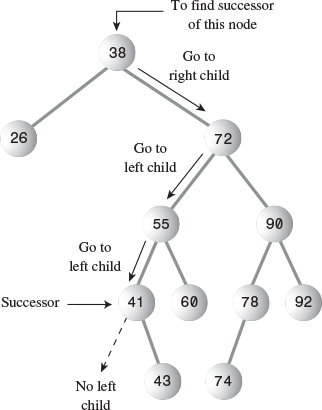 To find successor
of this node
38
Go to
right child
26
72
Go to
left child
55
90
Go to
left child
Successor
41
60
78
92
43
74
No left
child